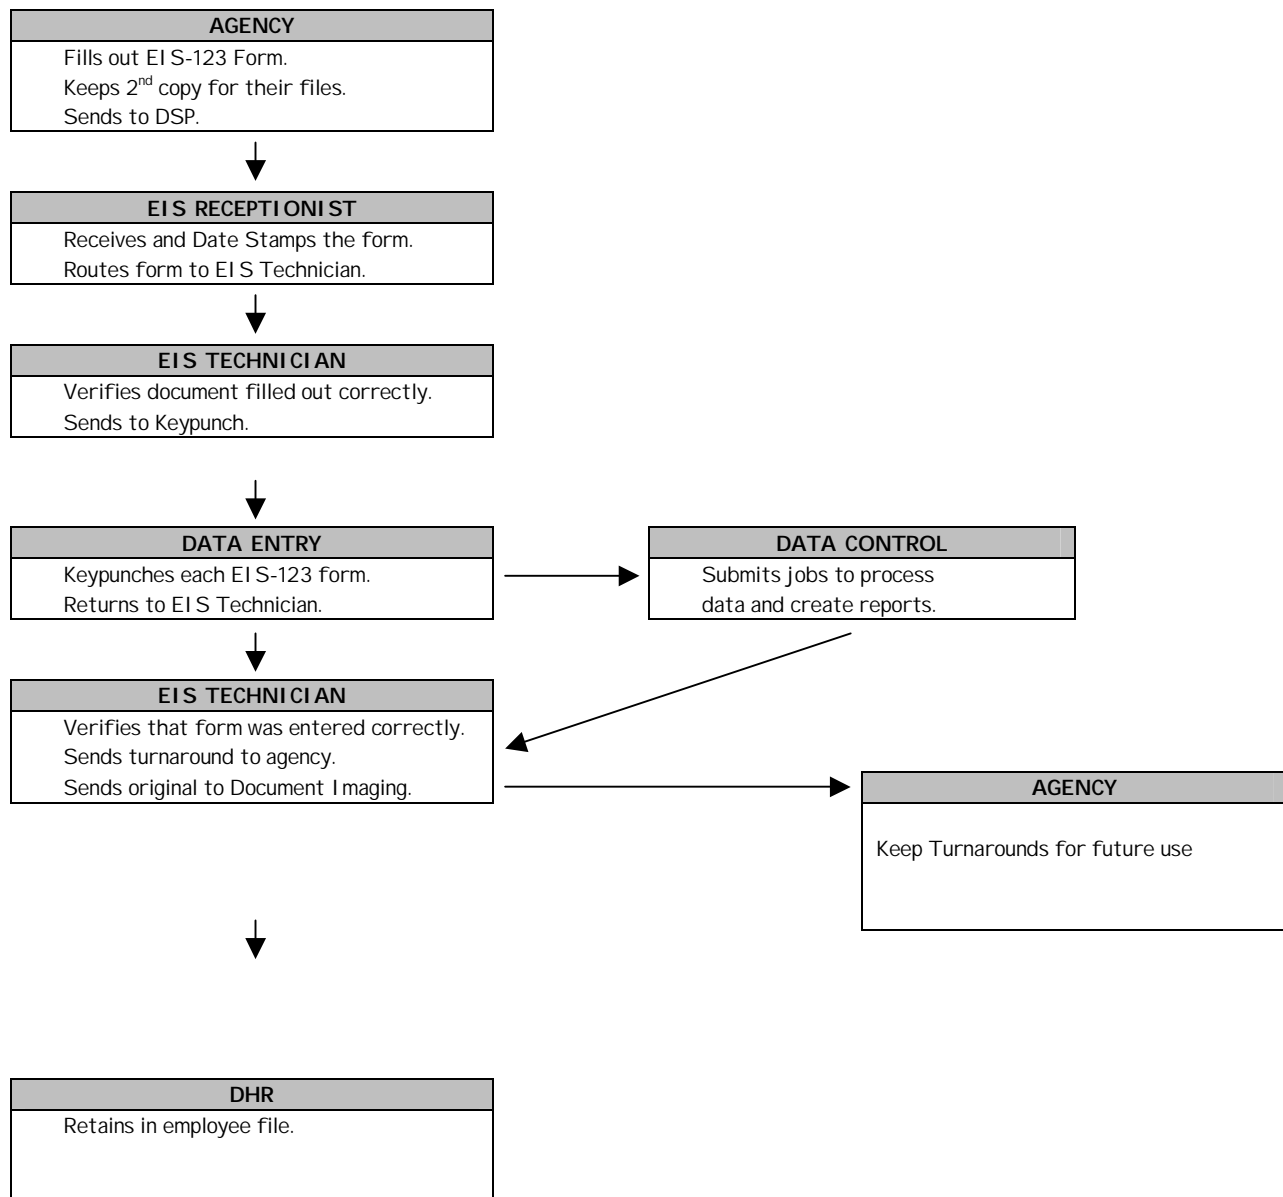 AGENCY
Fills out EIS-123 Form.
Keeps 2nd copy for their files.
Sends to DSP.
EIS RECEPTIONIST
Receives and Date Stamps the form.
Routes form to EIS Technician.
EIS TECHNICIAN
Verifies document filled out correctly.
Sends to Keypunch.
DATA ENTRY
Keypunches each EIS-123 form.
Returns to EIS Technician.
DATA CONTROL
Submits jobs to process
data and create reports.
EIS TECHNICIAN
Verifies that form was entered correctly.
Sends turnaround to agency.
Sends original to Document Imaging.
AGENCY
Keep Turnarounds for future use
DHR
Retains in employee file.